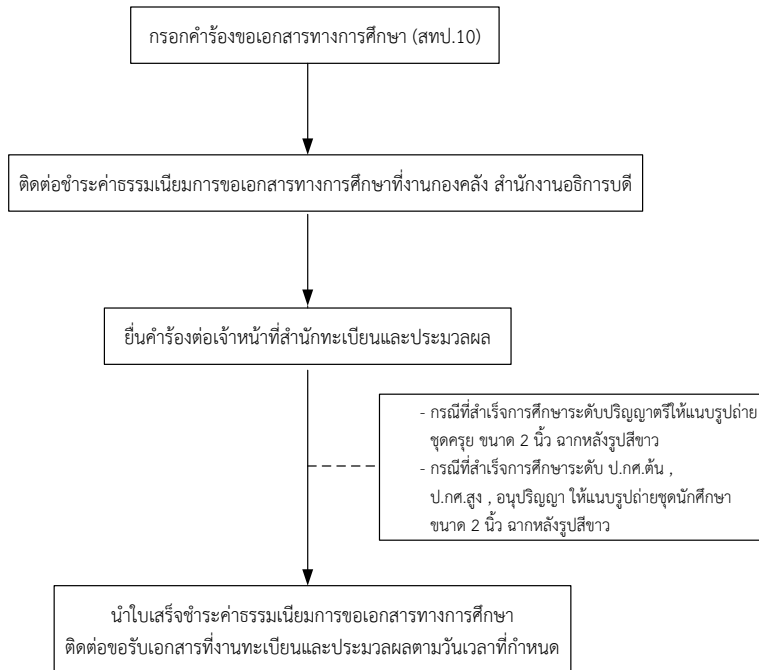 กรอกคำร้องขอเอกสารทางการศึกษา (สทป.10)
ติดต่อชำระค่าธรรมเนียมการขอเอกสารทางการศึกษาที่งานกองคลัง สำนักงานอธิการบดี
ยื่นคำร้องต่อเจ้าหน้าที่สำนักทะเบียนและประมวลผล
- กรณีที่สำเร็จการศึกษาระดับปริญญาตรีให้แนบรูปถ่าย
ชุดครุย ขนาด 2 นิ้ว ฉากหลังรูปสีขาว
- กรณีที่สำเร็จการศึกษาระดับ ป.กศ.ต้น ,
ป.กศ.สูง , อนุปริญญา ให้แนบรูปถ่ายชุดนักศึกษา
ขนาด 2 นิ้ว ฉากหลังรูปสีขาว
นำใบเสร็จชำระค่าธรรมเนียมการขอเอกสารทางการศึกษา
ติดต่อขอรับเอกสารที่งานทะเบียนและประมวลผลตามวันเวลาที่กำหนด